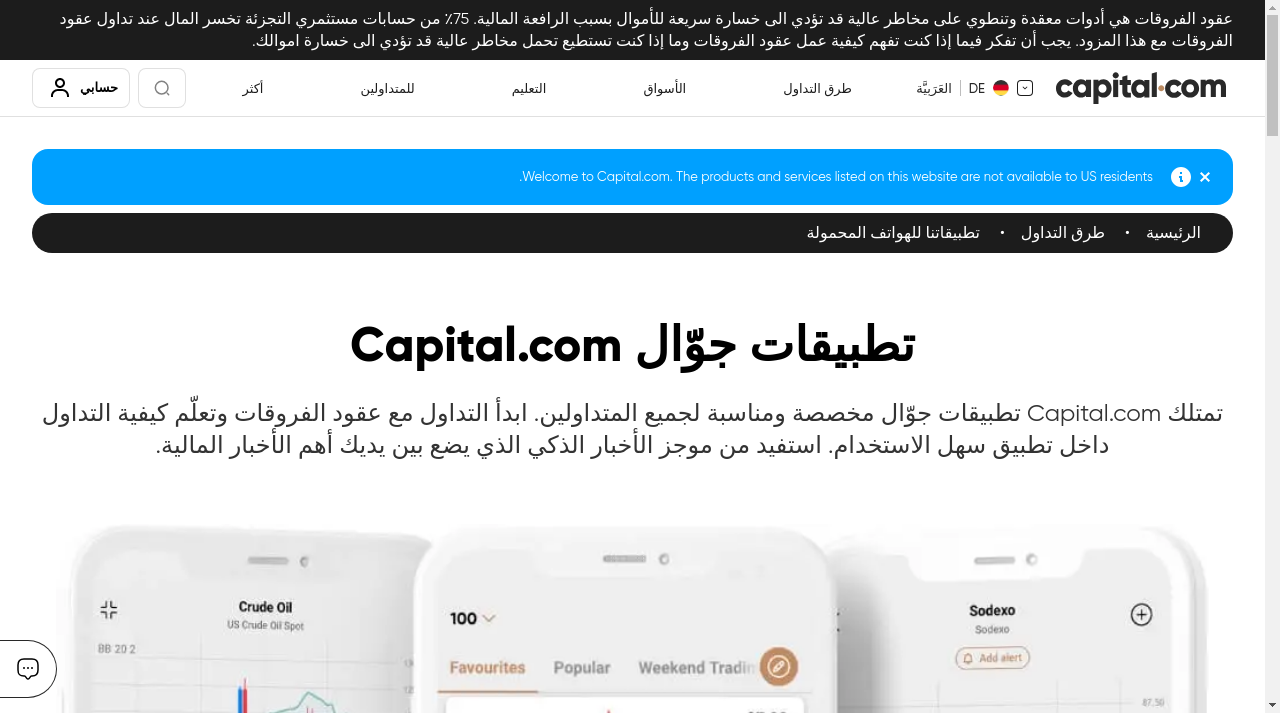 عقود الفروقات هي أدوات معقدة وتنطوي على مخاطر عالية قد تؤدي الى خسارة سريعة للأموال بسبب الرافعة المالية. 75٪ من حسابات مستثمري التجزئة تخسر المال عند تداول عقود
الفروقات مع هذا المزود. يجب أن تفكر فيما إذا كنت تفهم كيفية عمل عقود الفروقات وما إذا كنت تستطيع تحمل مخاطر عالية قد تؤدي الى خسارة اموالك.
capital.com
DE
العَرَبيَّة
طرق التداول
الأسواق
التعليم
للمتداولين
أكثر
حسابي
Welcome to Capital.com. The products and services listed on this website are not available to US residents.
الرئيسية • طرق التداول • تطبيقاتنا للهواتف المحمولة
تطبيقات جوّال Capital.com
تمتلك Capital.com تطبيقات جوّال مخصصة ومناسبة لجميع المتداولين. ابدأ التداول مع عقود الفروقات وتعلّم كيفية التداول
داخل تطبيق سهل الاستخدام. استفيد من موجز الأخبار الذكي الذي يضع بين يديك أهم الأخبار المالية.
Crude Oil
US Crude Oil Spot
BB 20 2
100
Favourites
Popular
Weekend Tradin
Sodexo
Sodexo
Add alert
87.50